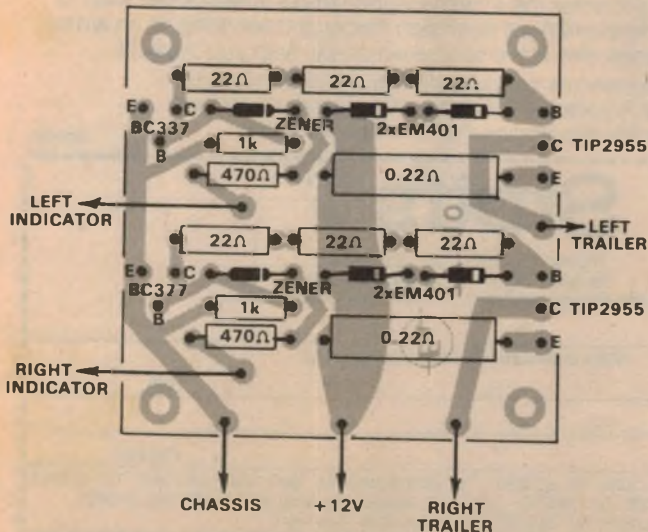 22Ω 22Ω 22Ω
E C ZENER 2xEM401 B
BC337
B 1k C TIP2955
470Ω 0.22Ω E
LEFT
INDICATOR
LEFT
TRAILER
22Ω 22Ω 22Ω
E C ZENER 2xEM401 B
BC377
B 1k C TIP2955
470Ω 0.22Ω E
RIGHT
INDICATOR
CHASSIS +12V RIGHT
TRAILER